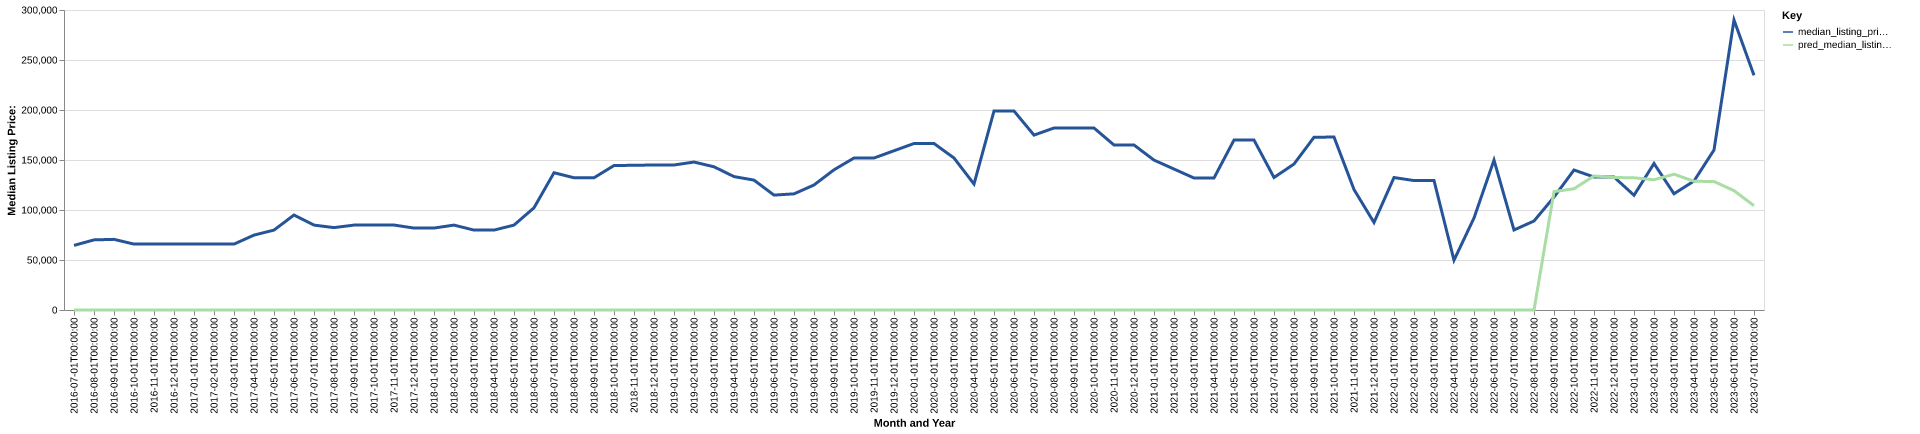 300,000
250,000
200,000
150,000
100,000
50,000
0
Median Listing Price:
2016-07-01T00:00:00
2016-08-01T00:00:00
2016-09-01T00:00:00
2016-10-01T00:00:00
2016-11-01T00:00:00
2016-12-01T00:00:00
2017-01-01T00:00:00
2017-02-01T00:00:00
2017-03-01T00:00:00
2017-04-01T00:00:00
2017-05-01T00:00:00
2017-06-01T00:00:00
2017-07-01T00:00:00
2017-08-01T00:00:00
2017-09-01T00:00:00
2017-10-01T00:00:00
2017-11-01T00:00:00
2017-12-01T00:00:00
2018-01-01T00:00:00
2018-02-01T00:00:00
2018-03-01T00:00:00
2018-04-01T00:00:00
2018-05-01T00:00:00
2018-06-01T00:00:00
2018-07-01T00:00:00
2018-08-01T00:00:00
2018-09-01T00:00:00
2018-10-01T00:00:00
2018-11-01T00:00:00
2018-12-01T00:00:00
2019-01-01T00:00:00
2019-02-01T00:00:00
2019-03-01T00:00:00
2019-04-01T00:00:00
2019-05-01T00:00:00
2019-06-01T00:00:00
2019-07-01T00:00:00
2019-08-01T00:00:00
2019-09-01T00:00:00
2019-10-01T00:00:00
2019-11-01T00:00:00
2019-12-01T00:00:00
2020-01-01T00:00:00
2020-02-01T00:00:00
2020-03-01T00:00:00
2020-04-01T00:00:00
2020-05-01T00:00:00
2020-06-01T00:00:00
2020-07-01T00:00:00
2020-08-01T00:00:00
2020-09-01T00:00:00
2020-10-01T00:00:00
2020-11-01T00:00:00
2020-12-01T00:00:00
2021-01-01T00:00:00
2021-02-01T00:00:00
2021-03-01T00:00:00
2021-04-01T00:00:00
2021-05-01T00:00:00
2021-06-01T00:00:00
2021-07-01T00:00:00
2021-08-01T00:00:00
2021-09-01T00:00:00
2021-10-01T00:00:00
2021-11-01T00:00:00
2021-12-01T00:00:00
2022-01-01T00:00:00
2022-02-01T00:00:00
2022-03-01T00:00:00
2022-04-01T00:00:00
2022-05-01T00:00:00
2022-06-01T00:00:00
2022-07-01T00:00:00
2022-08-01T00:00:00
2022-09-01T00:00:00
2022-10-01T00:00:00
2022-11-01T00:00:00
2022-12-01T00:00:00
2023-01-01T00:00:00
2023-02-01T00:00:00
2023-03-01T00:00:00
2023-04-01T00:00:00
2023-05-01T00:00:00
2023-06-01T00:00:00
2023-07-01T00:00:00
Month and Year
Key
median_listing_pri…
pred_median_listin…